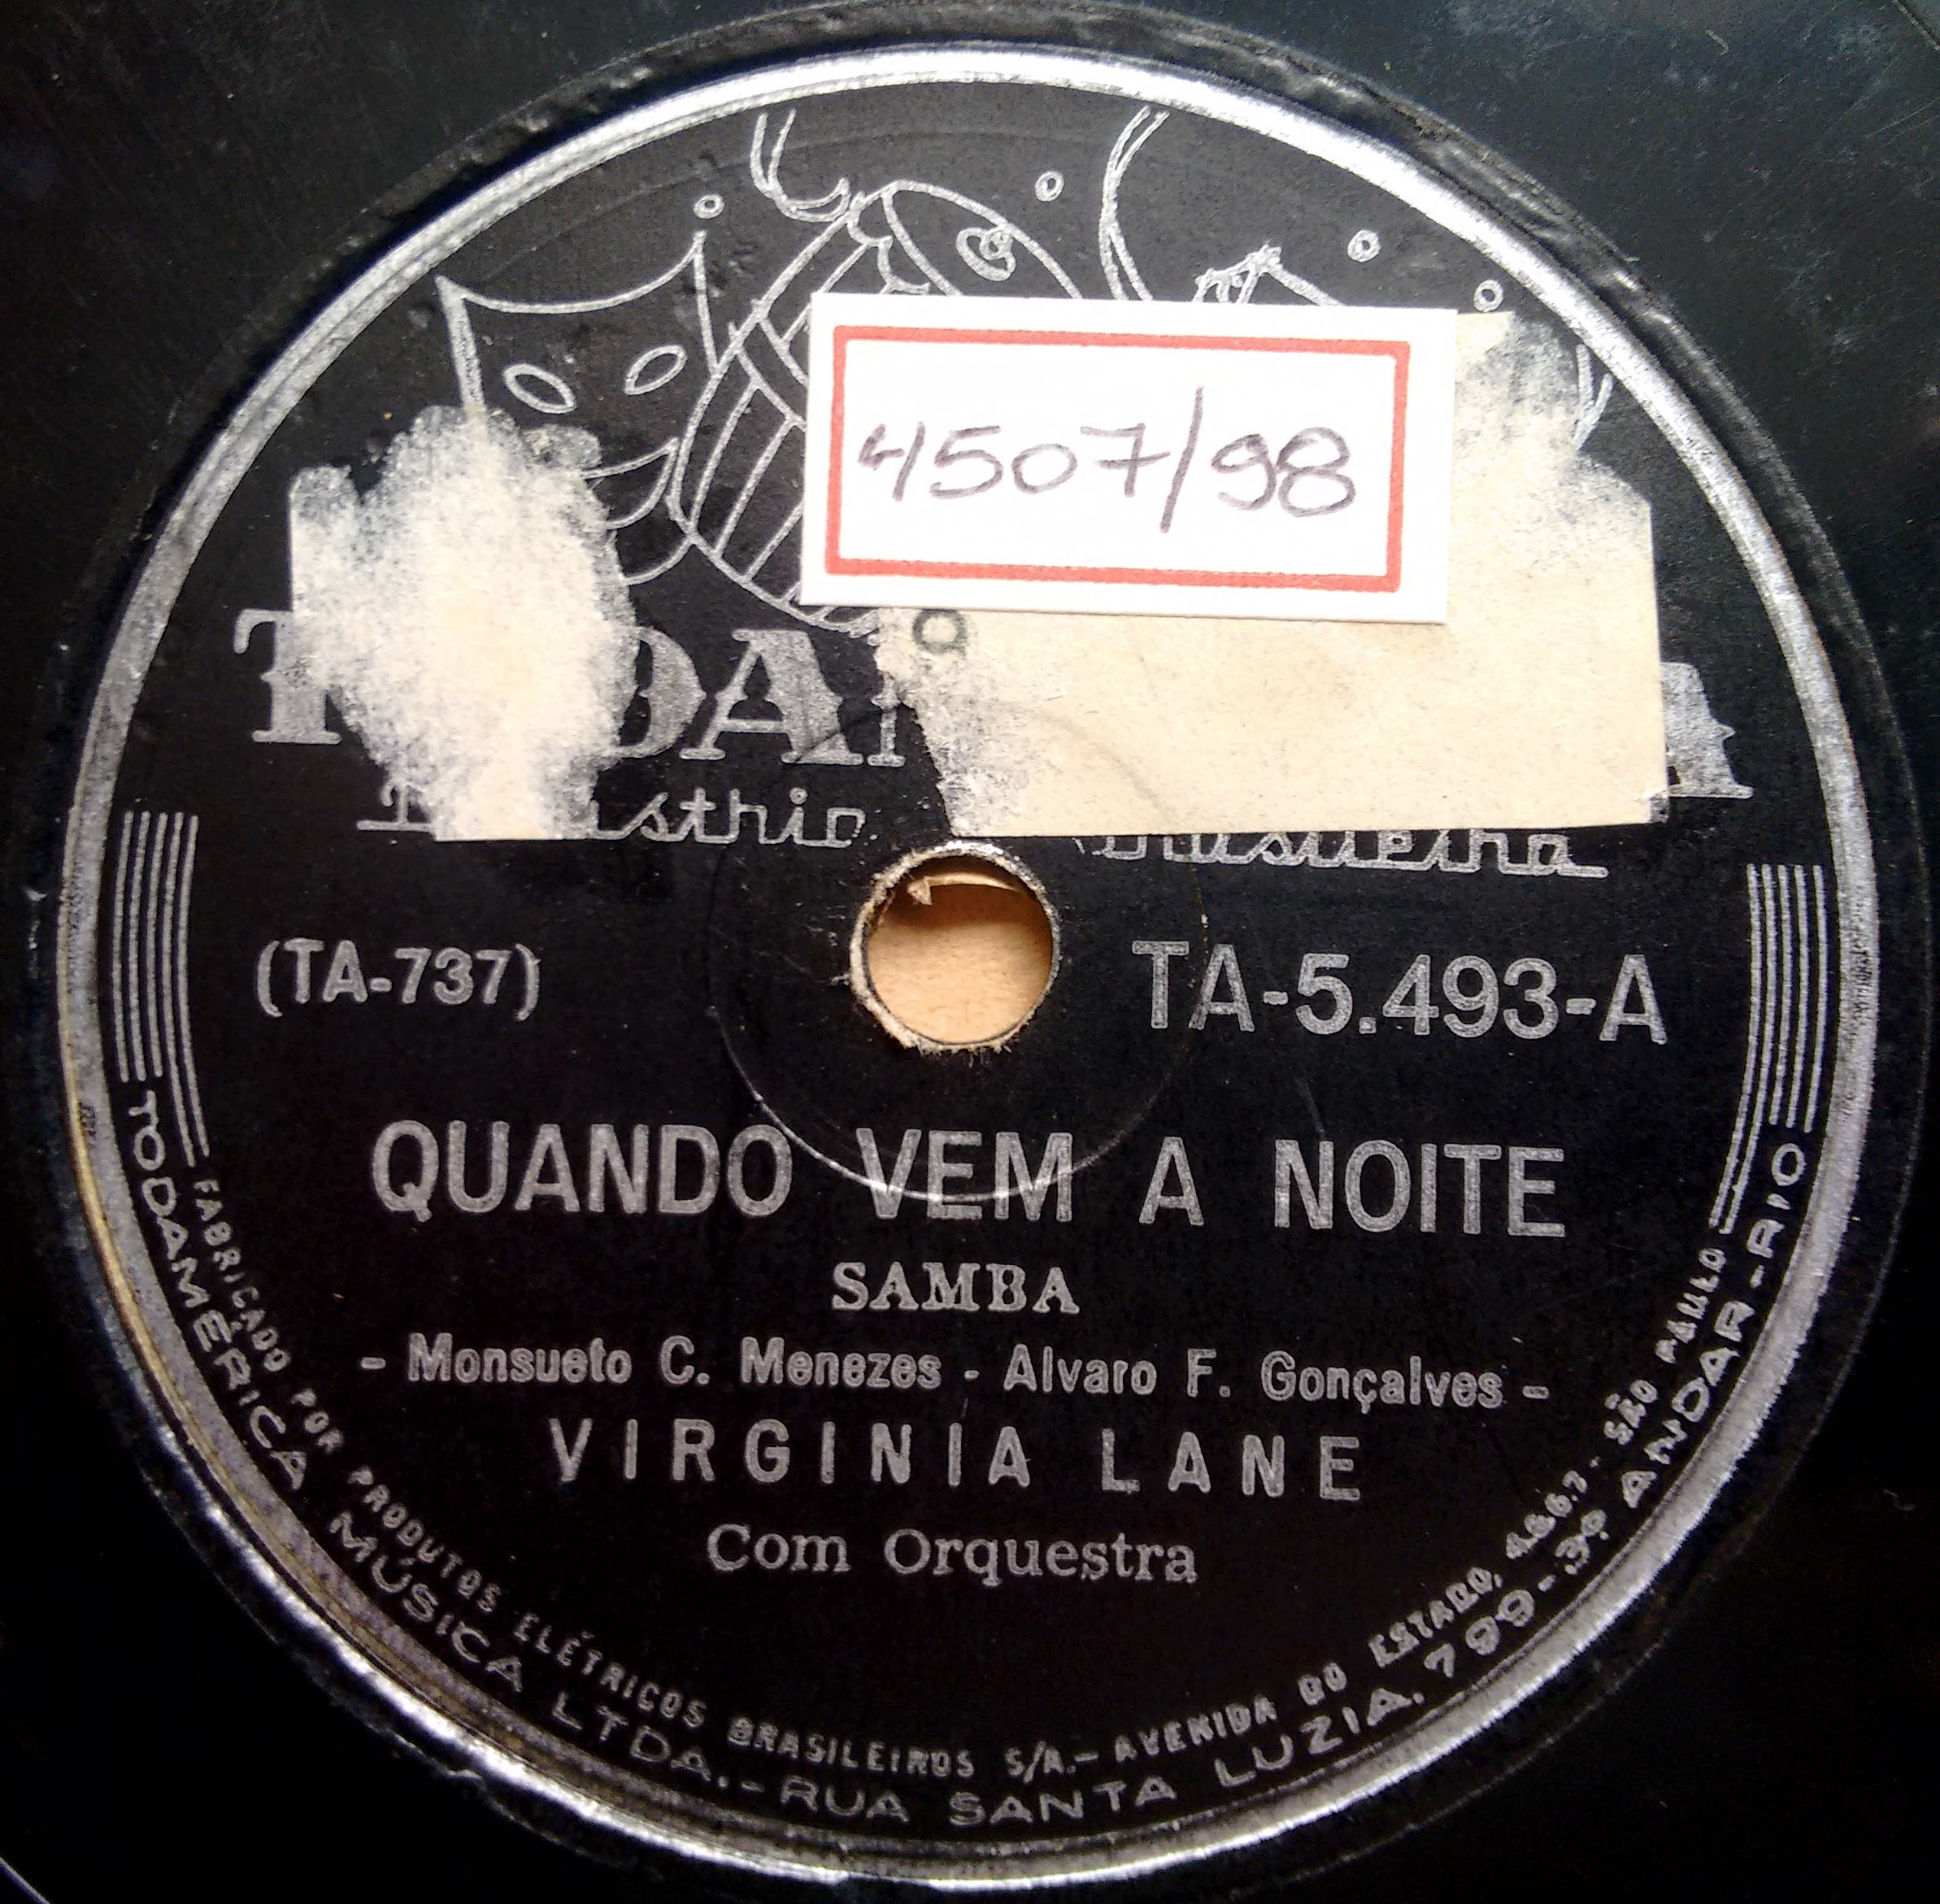 4507/98
(TA-737)
TA-5.493-A
QUANDO VEM A NOITE
SAMBA
- Monsueto C. Menezes - Alvaro F. Gonçalves -
VIRGINIA LANE
Com Orquestra
FABRICADO POR PRODUTOS ELÉTRICOS BRASILEIROS S/A.- AVENIDA DO ESTADO, - SÃO PAULO
TODAMÉRICA MÚSICA LTDA.- RUA SANTA LUZIA, 799-3º ANDAR-RIO